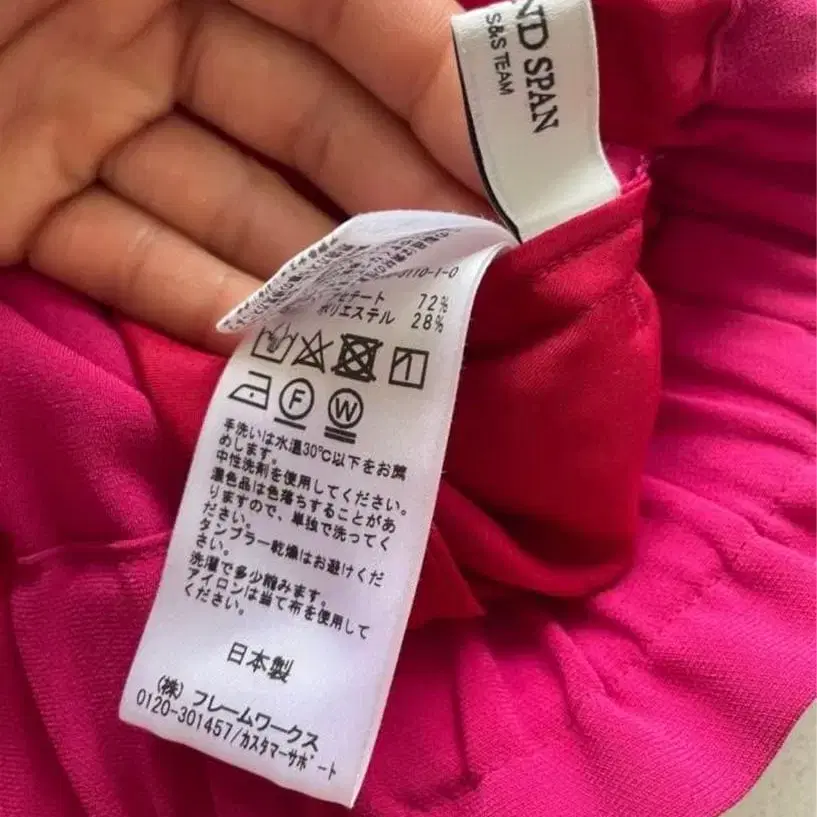 ND SPAN
S&S TEAM
110-1-0
72%
ポリエステル 28%
F W
手洗いは水温30℃以下をお薦
めします。
中性洗剤を使用してください。
濃色品は色落ちすることがあ
りますので、単独で洗ってく
ださい。
タンブラー乾燥はお避けくだ
さい。
洗濯で多少縮みます。
アイロンは当て布を使用して
ください。
日本製
(株) フレームワークス
0120-301457/カスタマーサポート